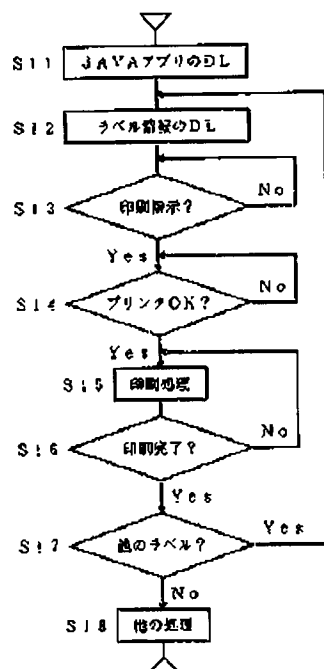 S11 JAVAアプリのDL
S12 ラベル情報のDL
No
S13 印刷指示?
Yes
No
S14 プリンタOK?
Yes
S15 印刷処理
No
S16 印刷完了?
Yes
Yes
S17 他のラベル?
No
S18 他の処理